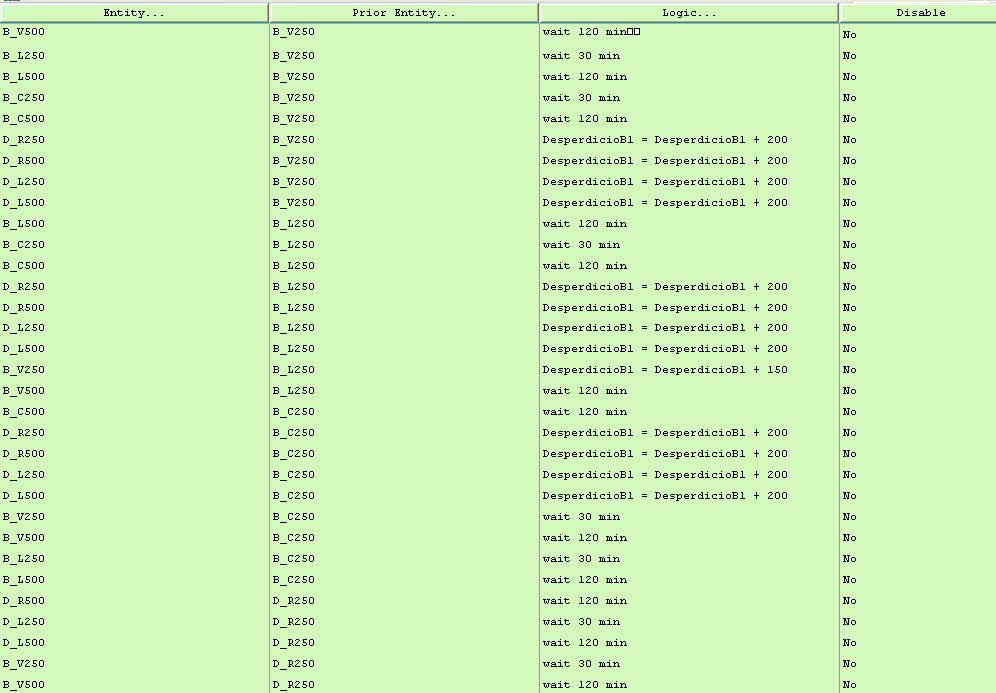 Entity... Prior Entity... Logic... Disable
B_V500 B_V250 wait 120 min□□ No
B_L250 B_V250 wait 30 min No
B_L500 B_V250 wait 120 min No
B_C250 B_V250 wait 30 min No
B_C500 B_V250 wait 120 min No
D_R250 B_V250 DesperdicioB1 = DesperdicioB1 + 200 No
D_R500 B_V250 DesperdicioB1 = DesperdicioB1 + 200 No
D_L250 B_V250 DesperdicioB1 = DesperdicioB1 + 200 No
D_L500 B_V250 DesperdicioB1 = DesperdicioB1 + 200 No
B_L500 B_L250 wait 120 min No
B_C250 B_L250 wait 30 min No
B_C500 B_L250 wait 120 min No
D_R250 B_L250 DesperdicioB1 = DesperdicioB1 + 200 No
D_R500 B_L250 DesperdicioB1 = DesperdicioB1 + 200 No
D_L250 B_L250 DesperdicioB1 = DesperdicioB1 + 200 No
D_L500 B_L250 DesperdicioB1 = DesperdicioB1 + 200 No
B_V250 B_L250 DesperdicioB1 = DesperdicioB1 + 150 No
B_V500 B_L250 wait 120 min No
B_C500 B_C250 wait 120 min No
D_R250 B_C250 DesperdicioB1 = DesperdicioB1 + 200 No
D_R500 B_C250 DesperdicioB1 = DesperdicioB1 + 200 No
D_L250 B_C250 DesperdicioB1 = DesperdicioB1 + 200 No
D_L500 B_C250 DesperdicioB1 = DesperdicioB1 + 200 No
B_V250 B_C250 wait 30 min No
B_V500 B_C250 wait 120 min No
B_L250 B_C250 wait 30 min No
B_L500 B_C250 wait 120 min No
D_R500 D_R250 wait 120 min No
D_L250 D_R250 wait 30 min No
D_L500 D_R250 wait 120 min No
B_V250 D_R250 wait 30 min No
B_V500 D_R250 wait 120 min No